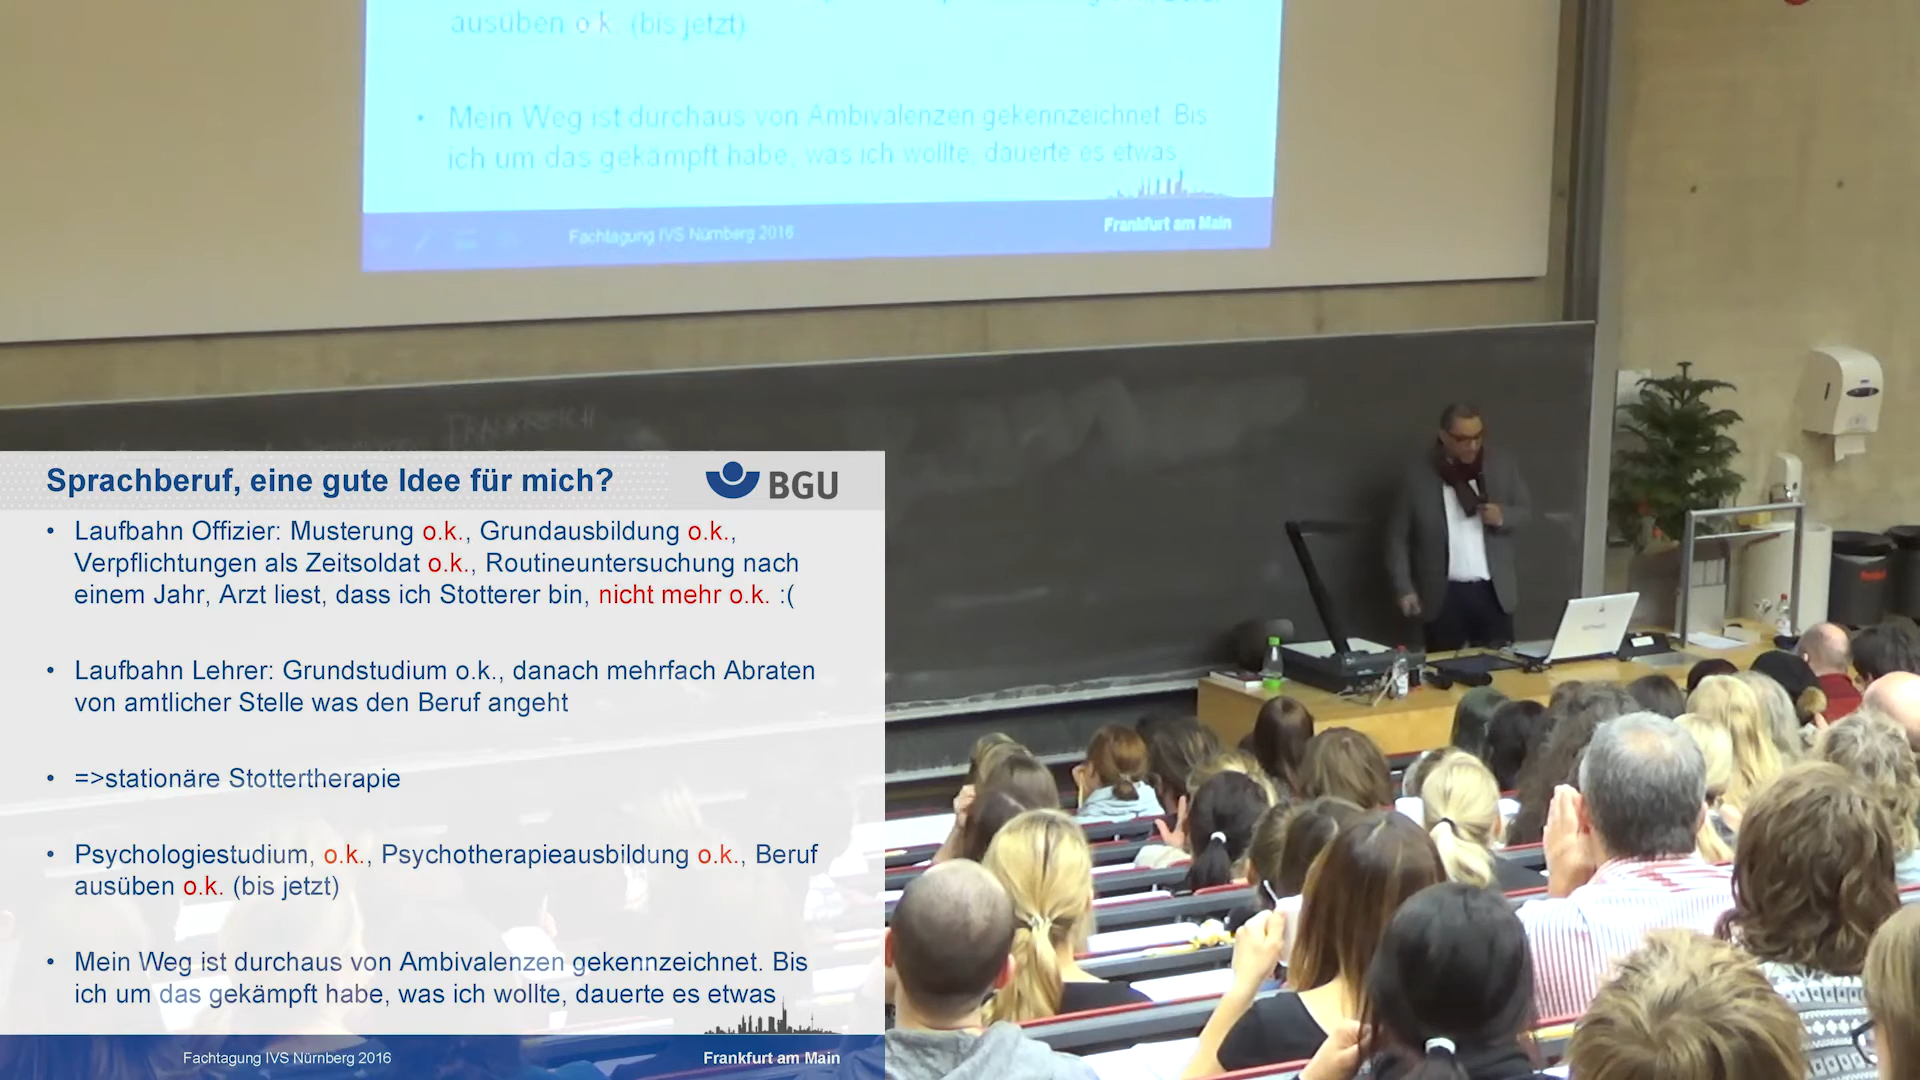 ausüben o.k. (bis jetzt)
• Mein Weg ist durchaus von Ambivalenzen gekennzeichnet. Bis
ich um das gekämpft habe, was ich wollte, dauerte es etwas
Fachtagung IVS Nürnberg 2016
Frankfurt am Main
FRANKREICH
Sprachberuf, eine gute Idee für mich?
BGU
• Laufbahn Offizier: Musterung o.k., Grundausbildung o.k.,
Verpflichtungen als Zeitsoldat o.k., Routineuntersuchung nach
einem Jahr, Arzt liest, dass ich Stotterer bin, nicht mehr o.k. :(
• Laufbahn Lehrer: Grundstudium o.k., danach mehrfach Abraten
von amtlicher Stelle was den Beruf angeht
• =>stationäre Stottertherapie
• Psychologiestudium, o.k., Psychotherapieausbildung o.k., Beruf
ausüben o.k. (bis jetzt)
• Mein Weg ist durchaus von Ambivalenzen gekennzeichnet. Bis
ich um das gekämpft habe, was ich wollte, dauerte es etwas
Fachtagung IVS Nürnberg 2016
Frankfurt am Main